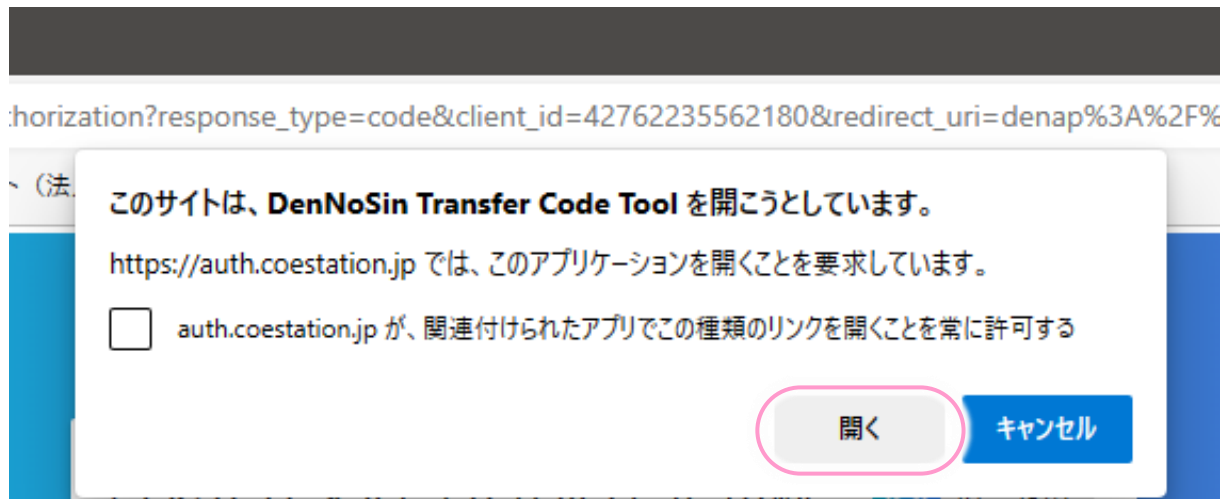 horization?response_type=code&client_id=42762235562180&redirect_uri=denap%3A%2F%
ト（法
このサイトは、DenNoSin Transfer Code Tool を開こうとしています。
https://auth.coestation.jp では、このアプリケーションを開くことを要求しています。
auth.coestation.jp が、関連付けられたアプリでこの種類のリンクを開くことを常に許可する
開く
キャンセル